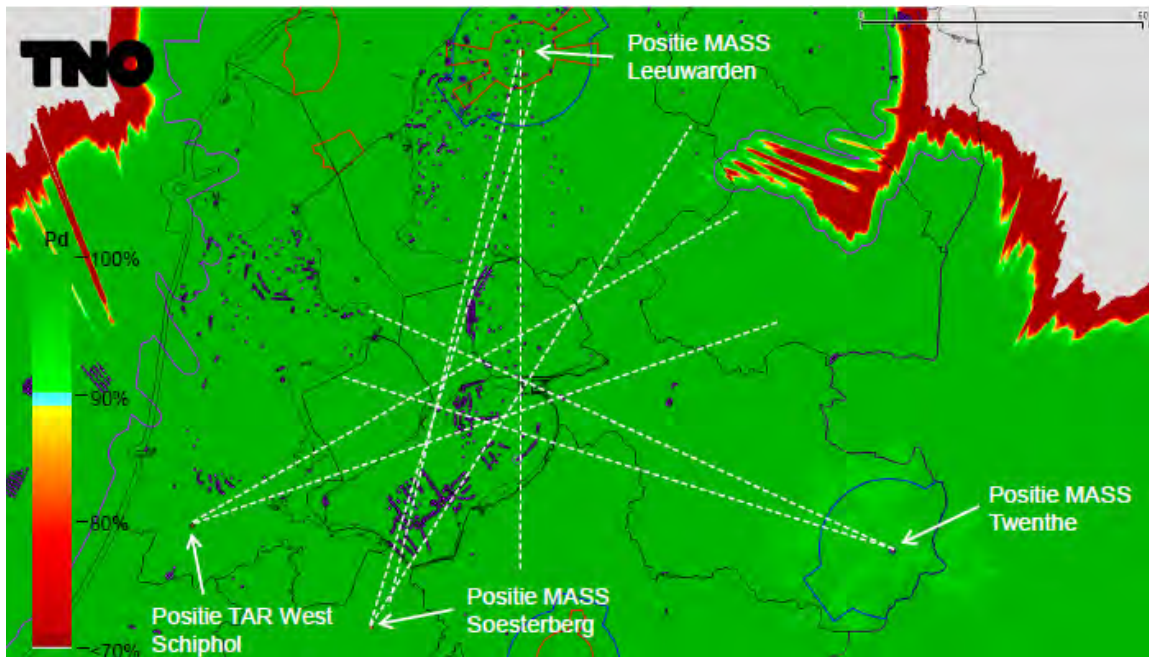 TNO
0
Positie MASS
Leeuwarden
Pd
100%
90%
80%
<70%
Positie MASS
Twenthe
Positie MASS
Soesterberg
Positie TAR West
Schiphol